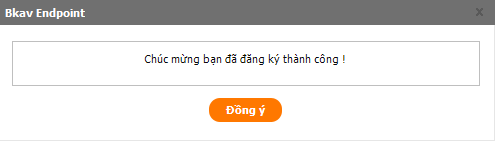 Bkav Endpoint x
Chúc mừng bạn đã đăng ký thành công !
Đồng ý